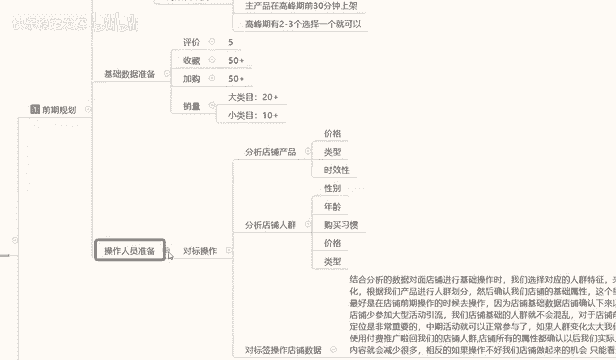 主产品在高峰期前30分钟上架
高峰期有2-3个选择一个就可以
评价 5
收藏 50+
基础数据准备
加购 50+
大类目：20+
销量
小类目：10+
1 前期规划
价格
分析店铺产品 类型
时效性
性别
年龄
分析店铺人群 购买习惯
操作人员准备 对标操作
价格
类型
结合分析的数据对面店铺进行基础操作时，我们选择对应的人群特征，
化，根据我们产品进行人群划分，然后确认我们店铺的基础属性，这个
最好是在店铺前期操作的时候去操作，因为店铺基础数据店铺确认下来以
店铺少参加大型活动引流，我们店铺基础的人群就不会混乱，对于店铺
定位是非常重要的，中期活动就可以正常参与了，如果人群变化太大我
使用付费推广啦回我们的店铺人群,店铺所有的属性都确认以后我们实际
对标签操作店铺数据 内容就会减少很多，相反的如果操作不好我们店铺做起来的机会 只能看